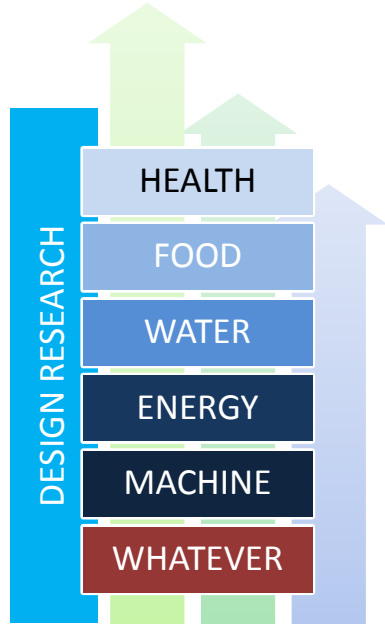 DESIGN RESEARCH
HEALTH
FOOD
WATER
ENERGY
MACHINE
WHATEVER